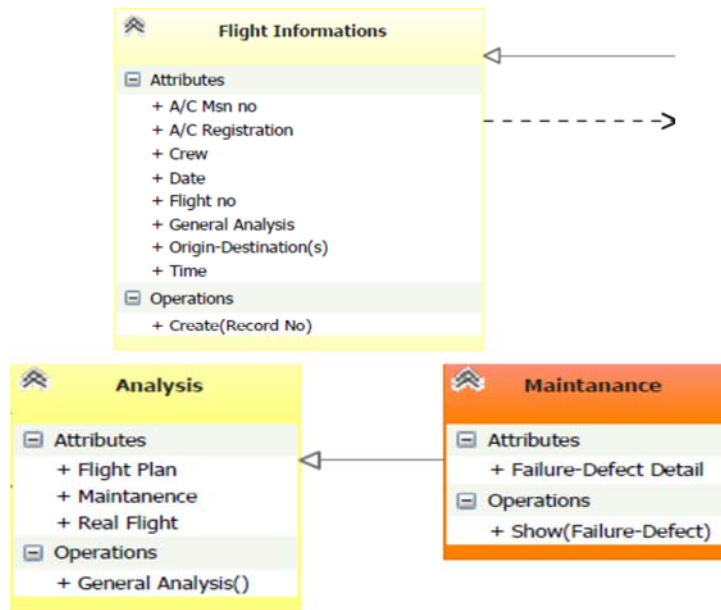 Flight Informations
Attributes
+ A/C Msn no
+ A/C Registration
+ Crew
+ Date
+ Flight no
+ General Analysis
+ Origin-Destination(s)
+ Time
Operations
+ Create(Record No)
Analysis
Attributes
+ Flight Plan
+ Maintanence
+ Real Flight
Operations
+ General Analysis()
Maintanance
Attributes
+ Failure-Defect Detail
Operations
+ Show(Failure-Defect)